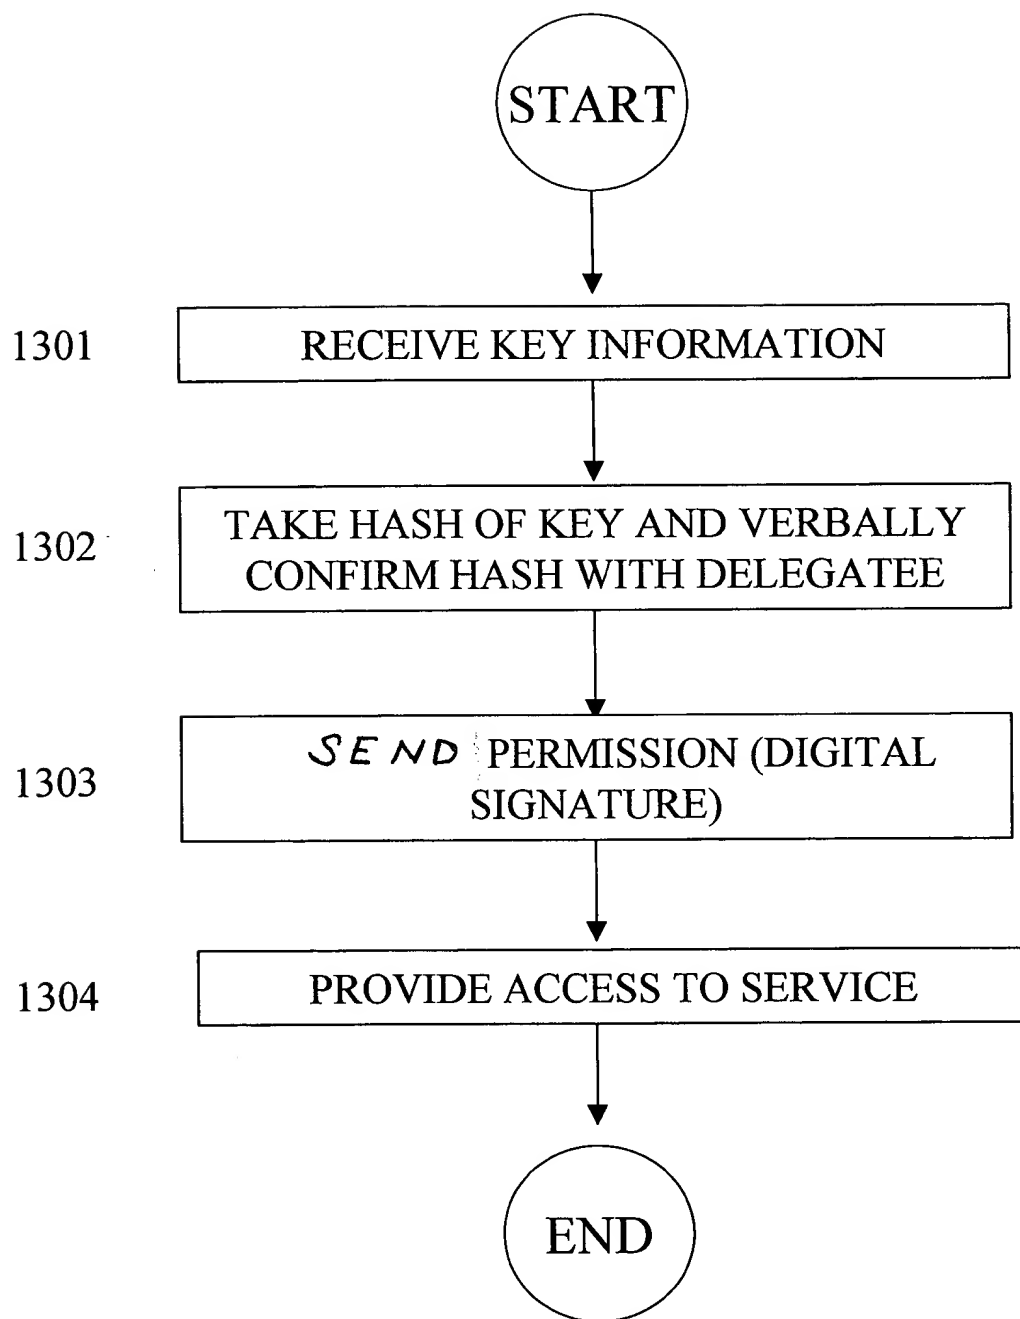 START
1301 RECEIVE KEY INFORMATION
1302 TAKE HASH OF KEY AND VERBALLY
CONFIRM HASH WITH DELEGATEE
1303 SEND PERMISSION (DIGITAL
SIGNATURE)
1304 PROVIDE ACCESS TO SERVICE
END